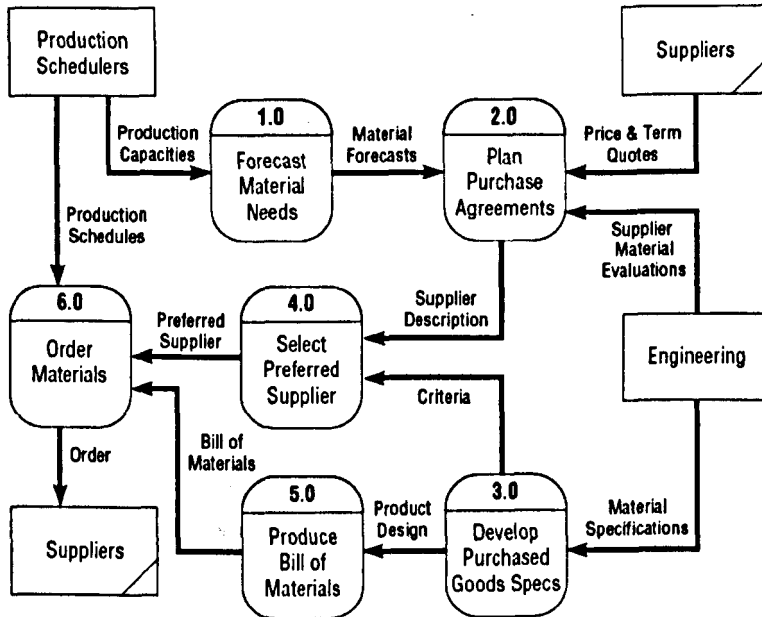 Production
Schedulers
Suppliers
1.0
Forecast
Material
Needs
2.0
Plan
Purchase
Agreements
Production
Capacities
Material
Forecasts
Price & Term
Quotes
Production
Schedules
Supplier
Material
Evaluations
6.0
Order
Materials
Preferred
Supplier
4.0
Select
Preferred
Supplier
Supplier
Description
Engineering
Criteria
Order
Bill of
Materials
5.0
Produce
Bill of
Materials
Product
Design
3.0
Develop
Purchased
Goods Specs
Material
Specifications
Suppliers